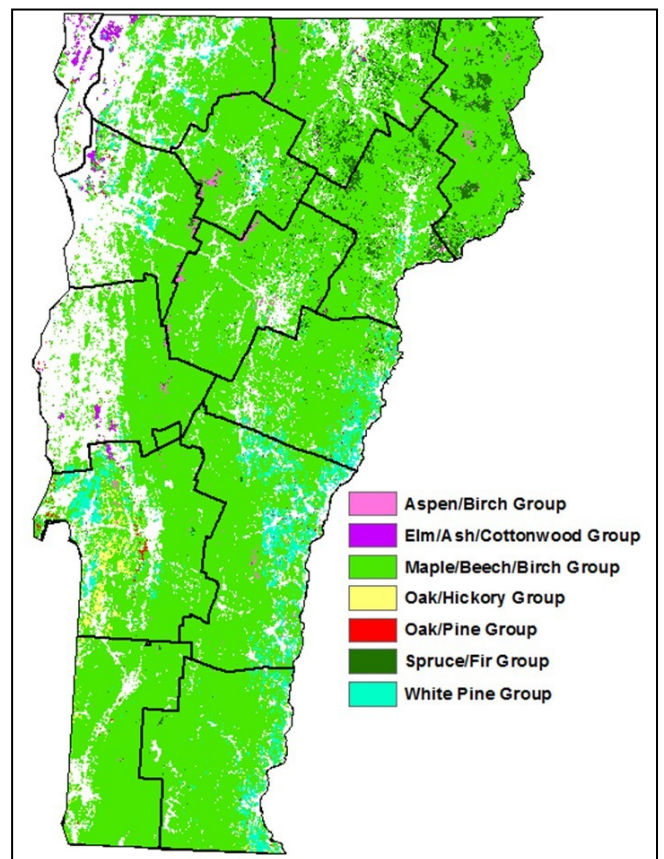 Aspen/Birch Group
Elm/Ash/Cottonwood Group
Maple/Beech/Birch Group
Oak/Hickory Group
Oak/Pine Group
Spruce/Fir Group
White Pine Group